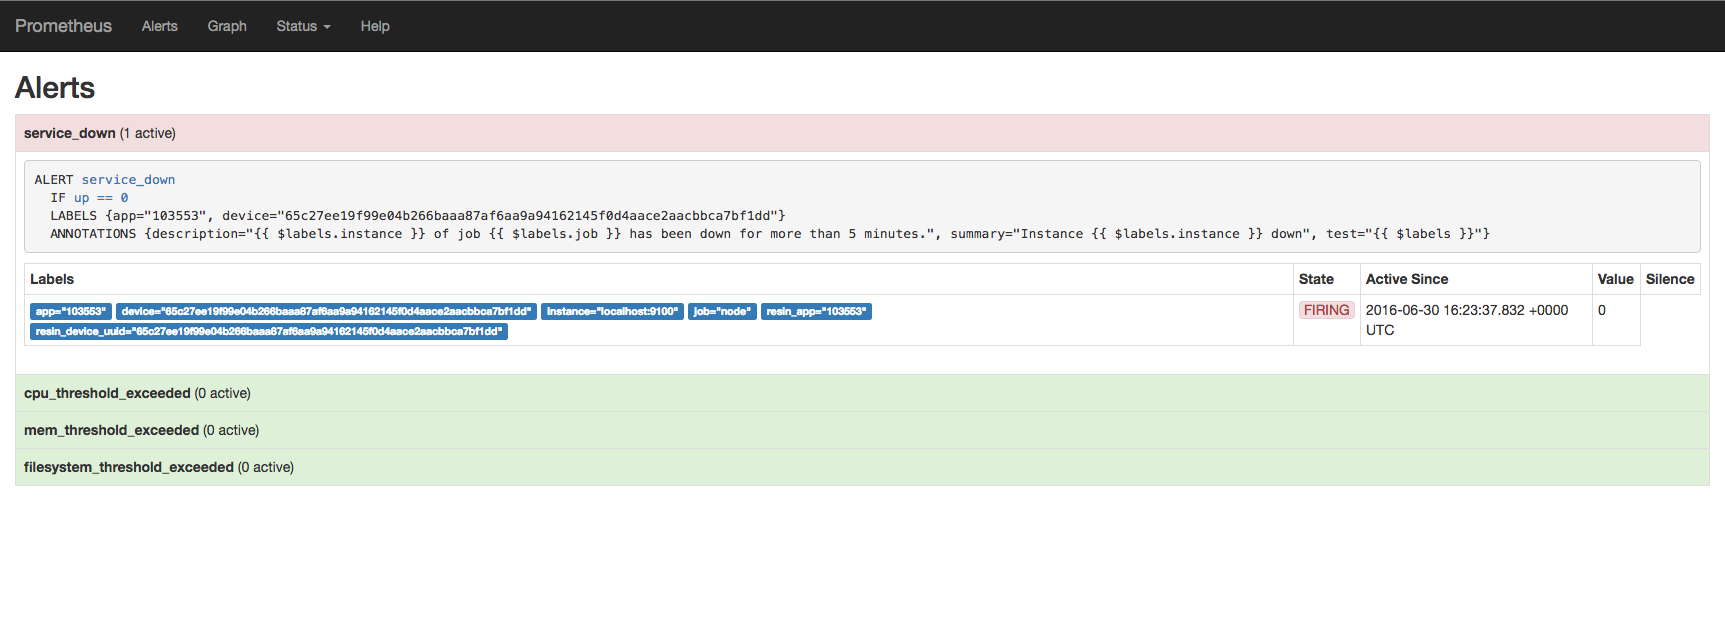 Prometheus Alerts Graph Status Help
Alerts
service_down (1 active)
ALERT service_down
IF up == 0
LABELS {app="103553", device="65c27ee19f99e04b266baaa87af6aa9a94162145f0d4aace2aacbbca7bf1dd"}
ANNOTATIONS {description="{{ $labels.instance }} of job {{ $labels.job }} has been down for more than 5 minutes.", summary="Instance {{ $labels.instance }} down", test="{{ $labels }}"}
Labels State Active Since Value Silence
app="103553" device="65c27ee19f99e04b266baaa87af6aa9a94162145f0d4aace2aacbbca7bf1dd" instance="localhost:9100" job="node" resin_app="103553" FIRING 2016-06-30 16:23:37.832 +0000 0
resin_device_uuid="65c27ee19f99e04b266baaa87af6aa9a94162145f0d4aace2aacbbca7bf1dd" UTC
cpu_threshold_exceeded (0 active)
mem_threshold_exceeded (0 active)
filesystem_threshold_exceeded (0 active)